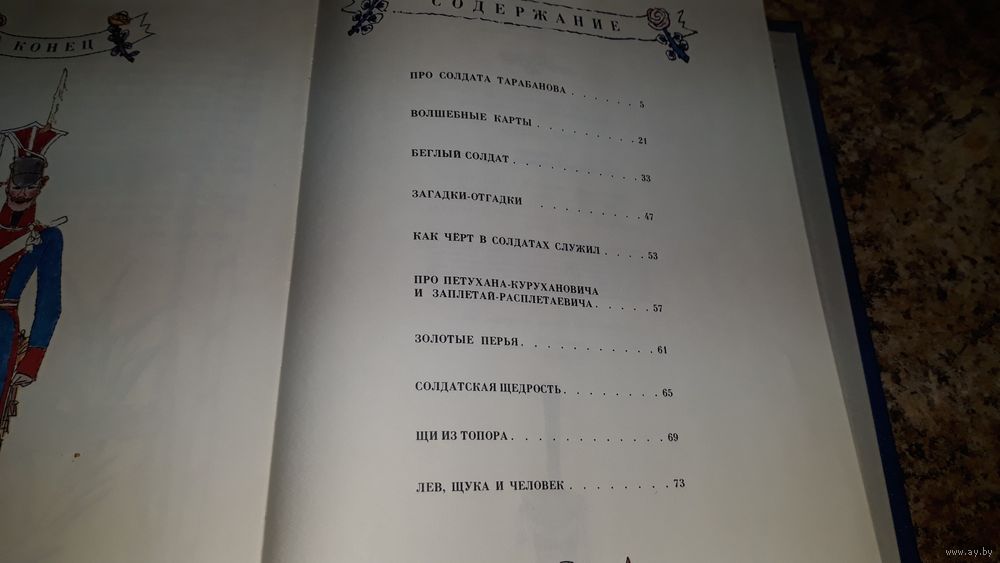 КОНЕЦ
СОДЕРЖАНИЕ
ПРО СОЛДАТА ТАРАБАНОВА . . . . . . 5
ВОЛШЕБНЫЕ КАРТЫ . . . . . . . . . 21
БЕГЛЫЙ СОЛДАТ . . . . . . . . . . . 33
ЗАГАДКИ-ОТГАДКИ . . . . . . . . . 47
КАК ЧЁРТ В СОЛДАТАХ СЛУЖИЛ . . . . 53
ПРО ПЕТУХАНА-КУРУХАНОВИЧА
И ЗАПЛЕТАЙ-РАСПЛЕТАЕВИЧА . . . . . 57
ЗОЛОТЫЕ ПЕРЬЯ . . . . . . . . . . . 61
СОЛДАТСКАЯ ЩЕДРОСТЬ . . . . . . . . 65
ЩИ ИЗ ТОПОРА . . . . . . . . . . . . 69
ЛЕВ, ЩУКА И ЧЕЛОВЕК . . . . . . . . 73
www.ay.by